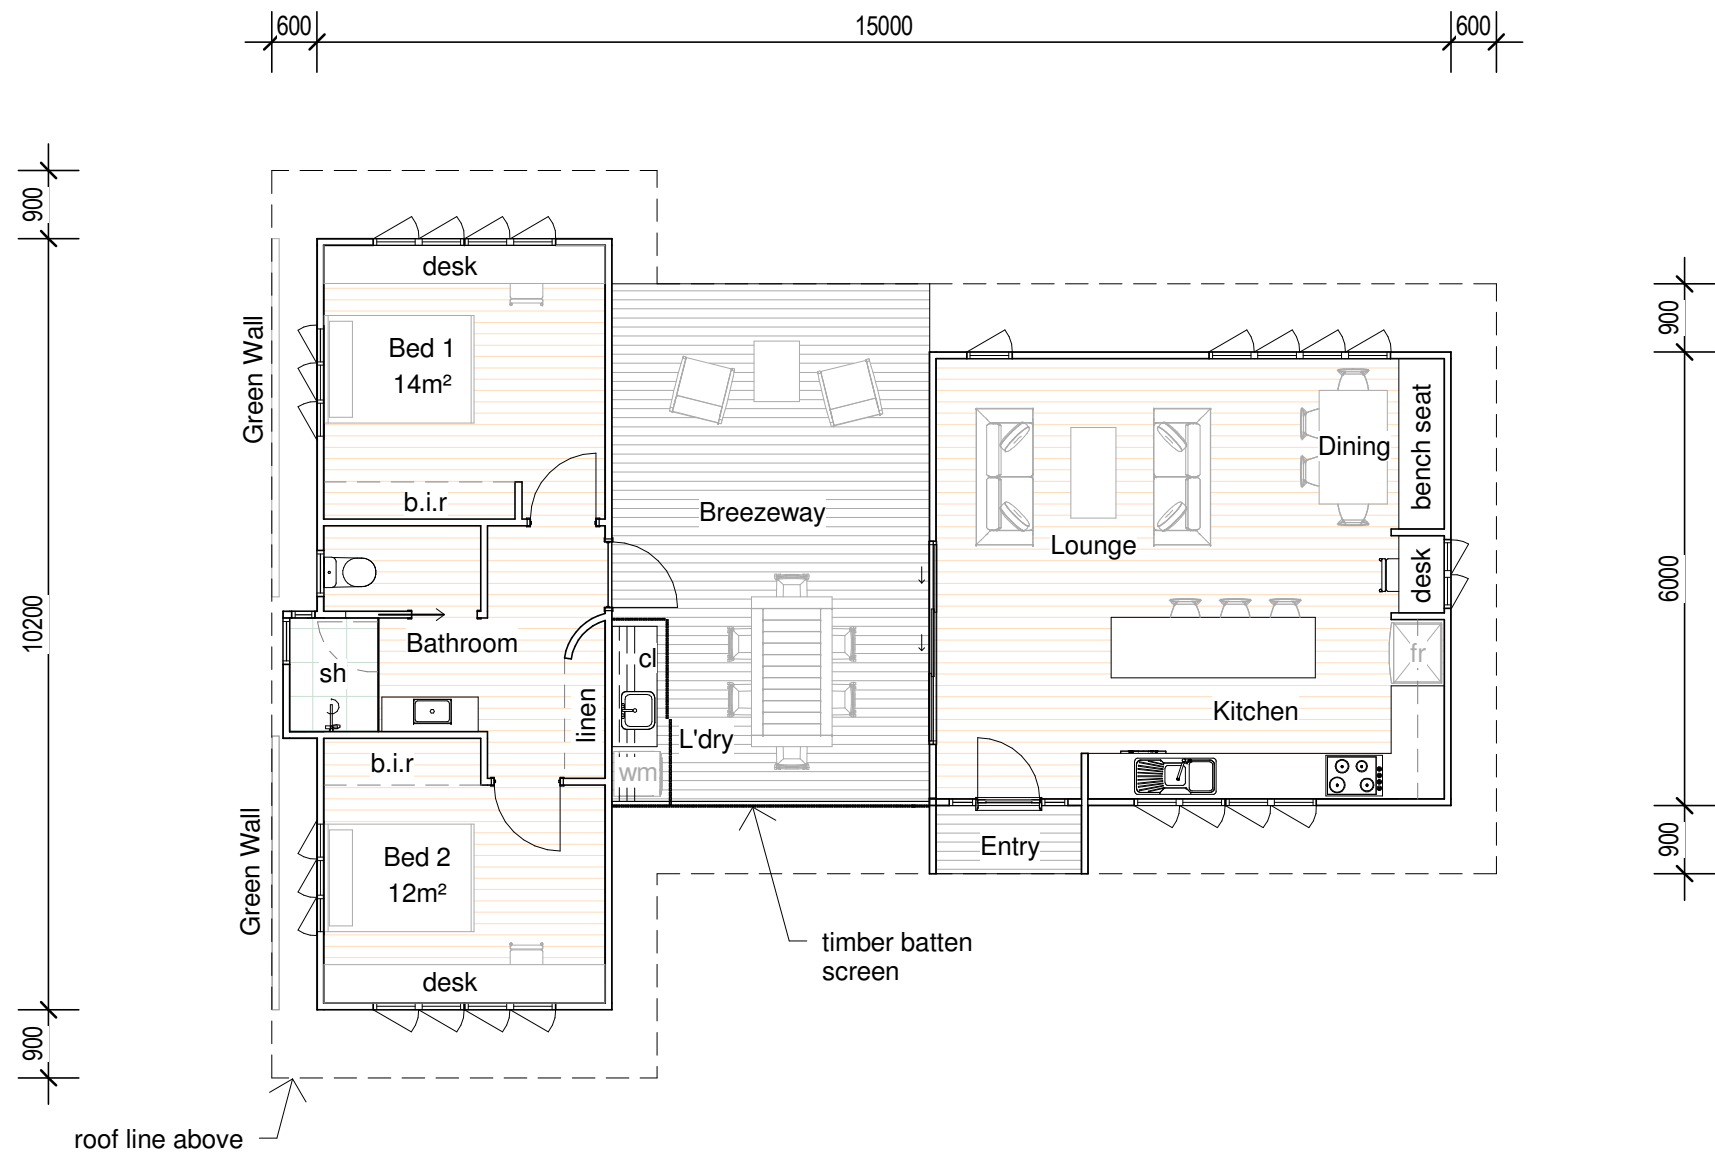 600
15000
600
900
desk
Green Wall
Bed 1
14m²
900
bench seat
Dining
b.i.r
Breezeway
Lounge
desk
10200
6000
Bathroom
cl
sh
fr
linen
Kitchen
L'dry
b.i.r
wm
Green Wall
Bed 2
12m²
Entry
900
timber batten
screen
desk
900
roof line above